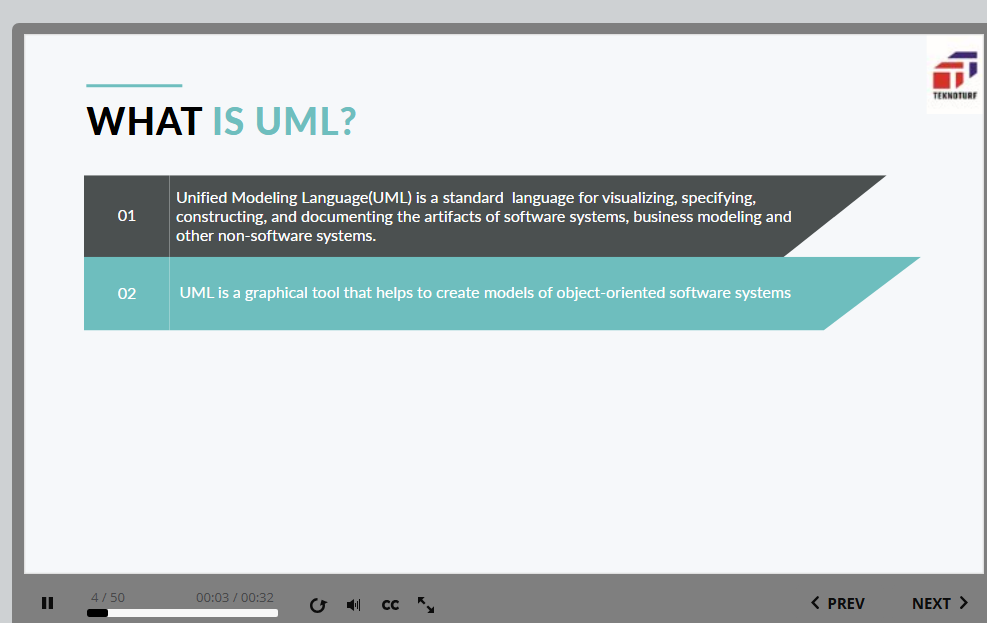 TEKNOTURF
WHAT IS UML?
01
Unified Modeling Language(UML) is a standard  language for visualizing, specifying,
constructing, and documenting the artifacts of software systems, business modeling and
other non-software systems.
02
UML is a graphical tool that helps to create models of object-oriented software systems
4 / 50
00:03 / 00:32
CC
PREV
NEXT